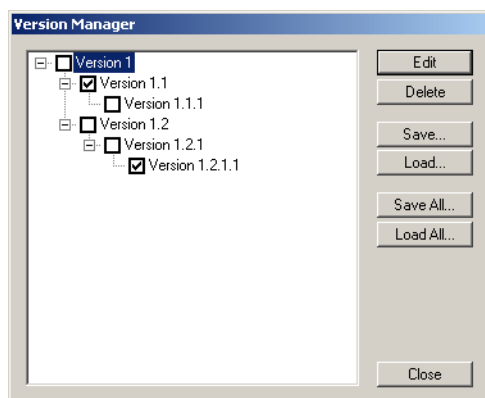 Version Manager
Version 1
Version 1.1
Version 1.1.1
Version 1.2
Version 1.2.1
Version 1.2.1.1
Edit
Delete
Save...
Load...
Save All...
Load All...
Close